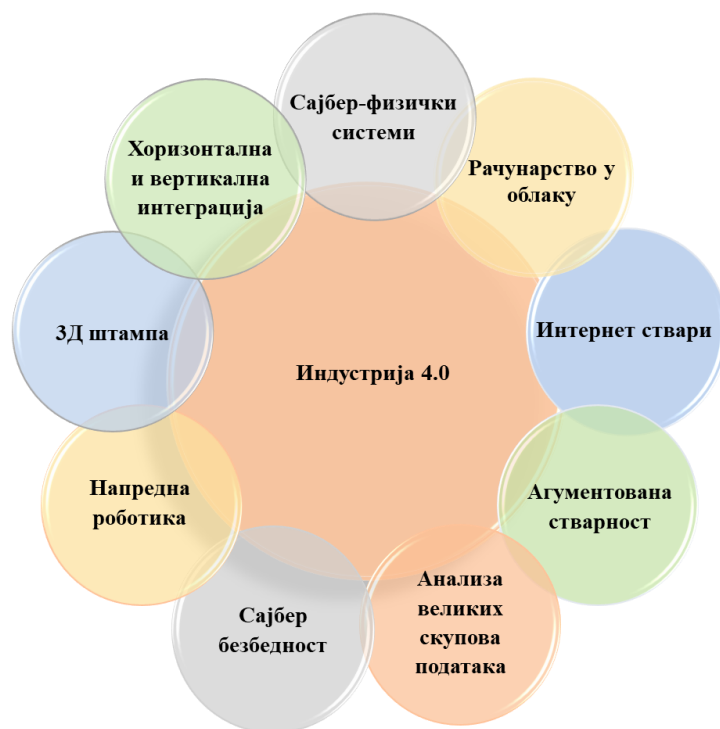 Сајбер-физички
системи
Рачунарство у
облаку
Интернет ствари
Агументована
стварност
Анализа
великих
скупова
података
Сајбер
безбедност
Напредна
роботика
3Д штампа
Хоризонтална
и вертикална
интеграција
Индустрија 4.0